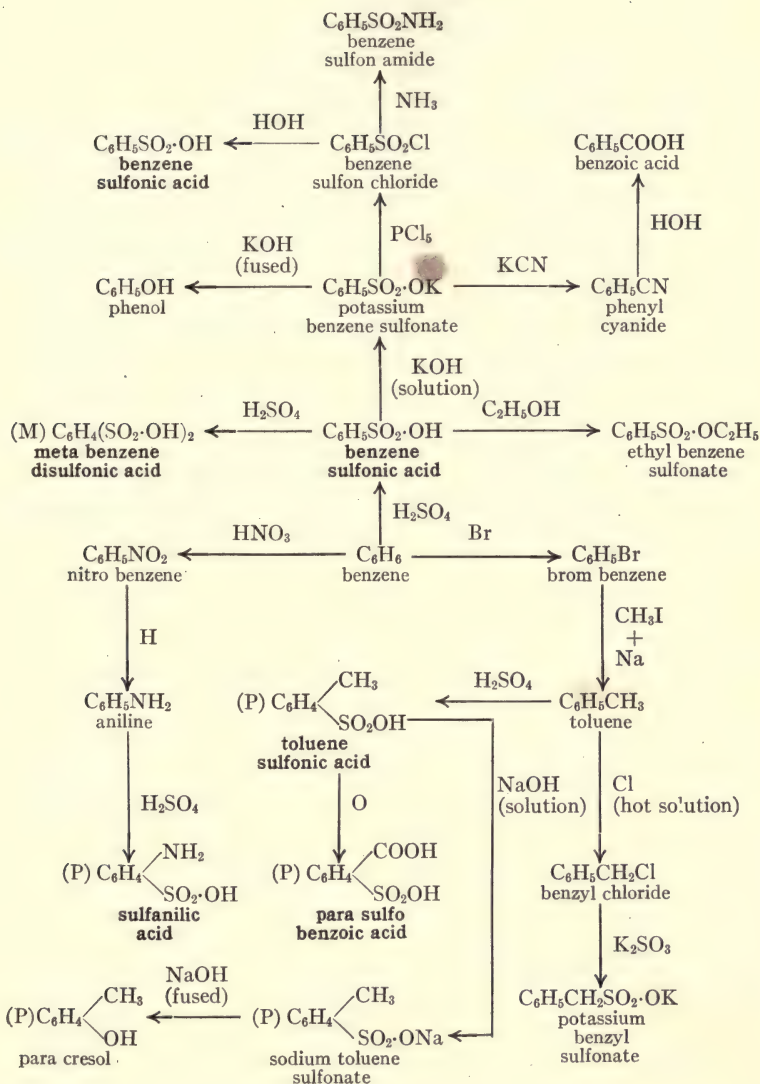 C₆H₅SO₂NH₂
benzene
sulfon amide
NH₃
HOH
C₆H₅SO₂·OH
benzene
sulfonic acid
C₆H₅SO₂Cl
benzene
sulfon chloride
C₆H₅COOH
benzoic acid
KOH
(fused)
PCl₅
KCN
HOH
C₆H₅OH
phenol
C₆H₅SO₂·OK
potassium
benzene sulfonate
C₆H₅CN
phenyl
cyanide
KOH
(solution)
H₂SO₄
C₂H₅OH
(M) C₆H₄(SO₂·OH)₂
meta benzene
disulfonic acid
C₆H₅SO₂·OH
benzene
sulfonic acid
C₆H₅SO₂·OC₂H₅
ethyl benzene
sulfonate
H₂SO₄
HNO₃
Br
C₆H₅NO₂
nitro benzene
C₆H₆
benzene
C₆H₅Br
brom benzene
H
CH₃I
+
Na
C₆H₅NH₂
aniline
CH₃
(P) C₆H₄
SO₂OH
toluene
sulfonic acid
H₂SO₄
C₆H₅CH₃
toluene
H₂SO₄
O
NaOH
(solution)
Cl
(hot solution)
NH₂
(P) C₆H₄
SO₂·OH
sulfanilic
acid
COOH
(P) C₆H₄
SO₂OH
para sulfo
benzoic acid
C₆H₅CH₂Cl
benzyl chloride
K₂SO₃
NaOH
(fused)
CH₃
(P)C₆H₄
OH
para cresol
CH₃
(P) C₆H₄
SO₂·ONa
sodium toluene
sulfonate
C₆H₅CH₂SO₂·OK
potassium
benzyl
sulfonate